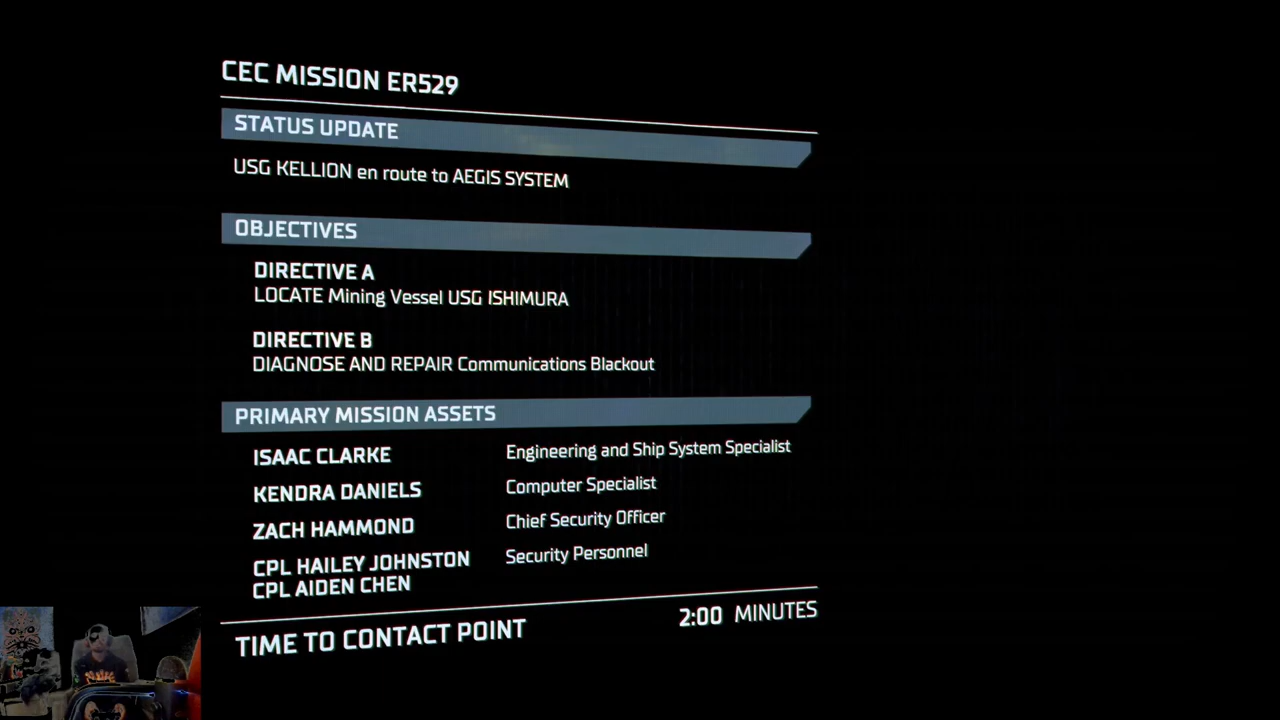 CEC MISSION ER529
STATUS UPDATE
USG KELLION en route to AEGIS SYSTEM
OBJECTIVES
DIRECTIVE A
LOCATE Mining Vessel USG ISHIMURA
DIRECTIVE B
DIAGNOSE AND REPAIR Communications Blackout
PRIMARY MISSION ASSETS
ISAAC CLARKE Engineering and Ship System Specialist
KENDRA DANIELS Computer Specialist
ZACH HAMMOND Chief Security Officer
CPL HAILEY JOHNSTON Security Personnel
CPL AIDEN CHEN
TIME TO CONTACT POINT 2:00 MINUTES